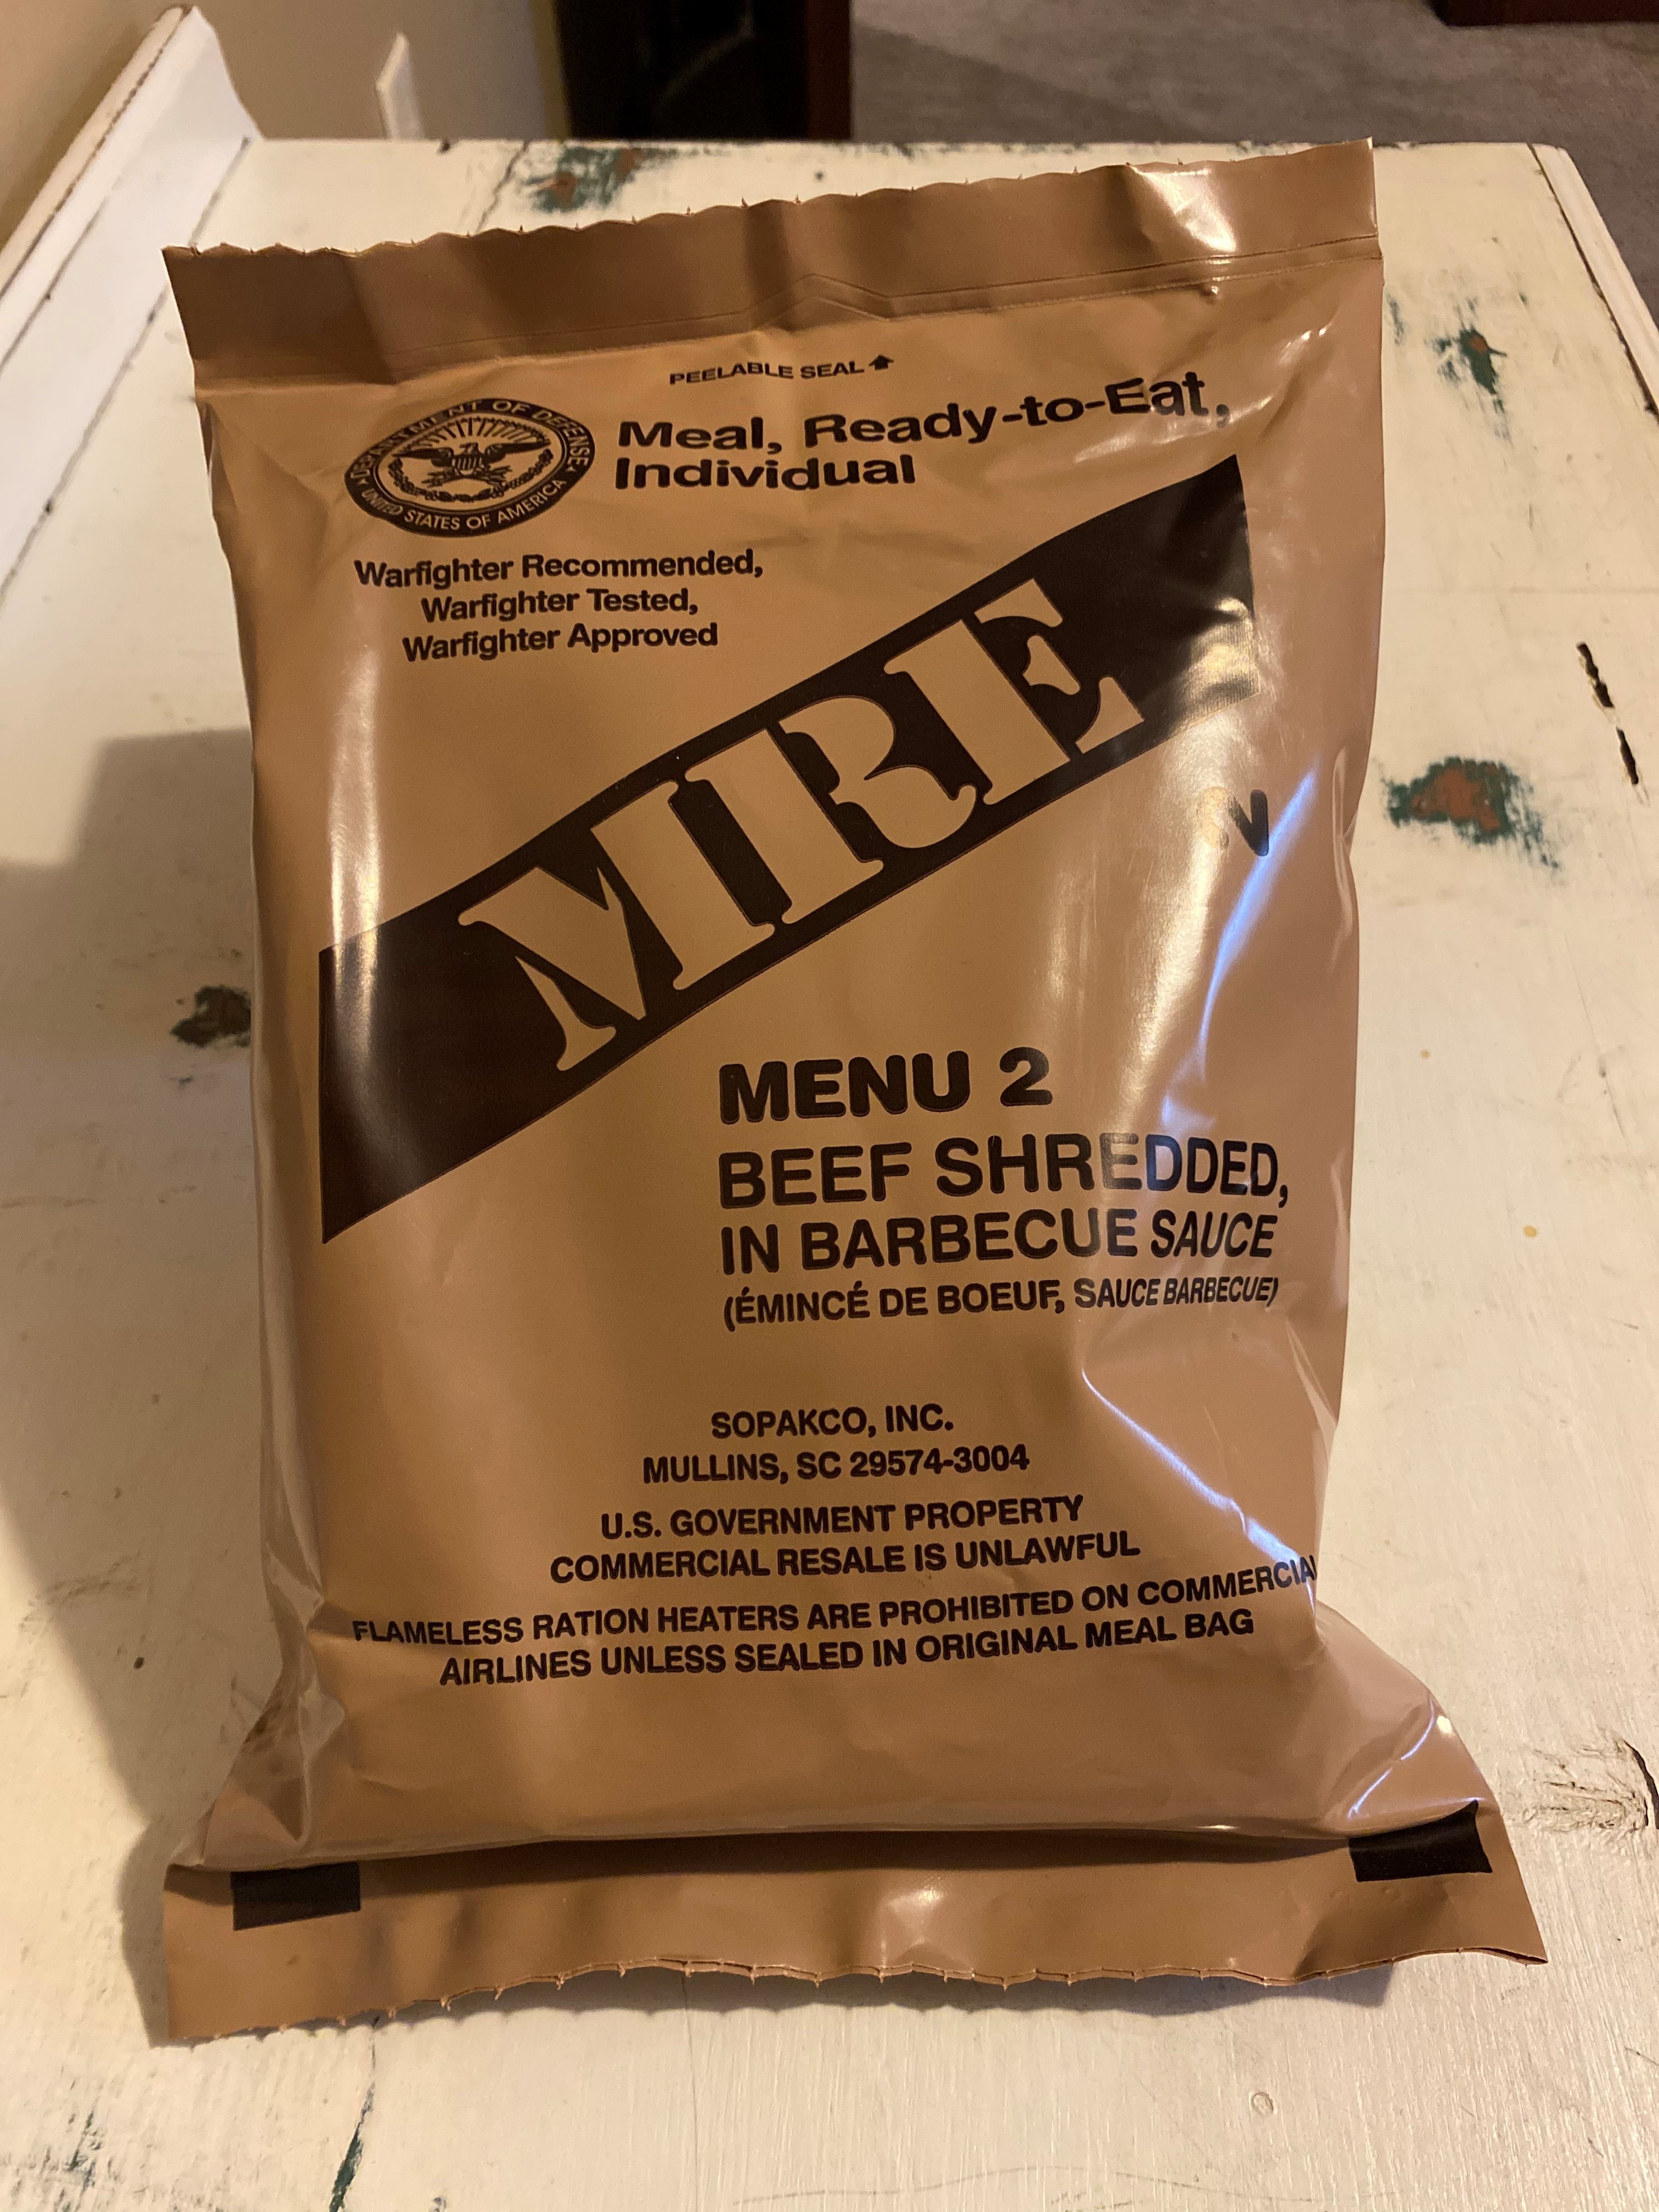 PEELABLE SEAL
DEPARTMENT OF DEFENSE
UNITED STATES OF AMERICA
Meal, Ready-to-Eat,
Individual
Warfighter Recommended,
Warfighter Tested,
Warfighter Approved
MRE
MENU 2
BEEF SHREDDED,
IN BARBECUE SAUCE
(ÉMINCÉ DE BOEUF, SAUCE BARBECUE)
SOPAKCO, INC.
MULLINS, SC 29574-3004
U.S. GOVERNMENT PROPERTY
COMMERCIAL RESALE IS UNLAWFUL
FLAMELESS RATION HEATERS ARE PROHIBITED ON COMMERCIAL
AIRLINES UNLESS SEALED IN ORIGINAL MEAL BAG